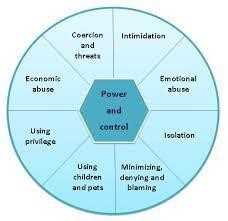 Coercion
and
threats
Intimidation
Emotional
abuse
Isolation
Minimizing,
denying and
blaming
Using
children
and pets
Using
privilege
Economic
abuse
Power
and
control